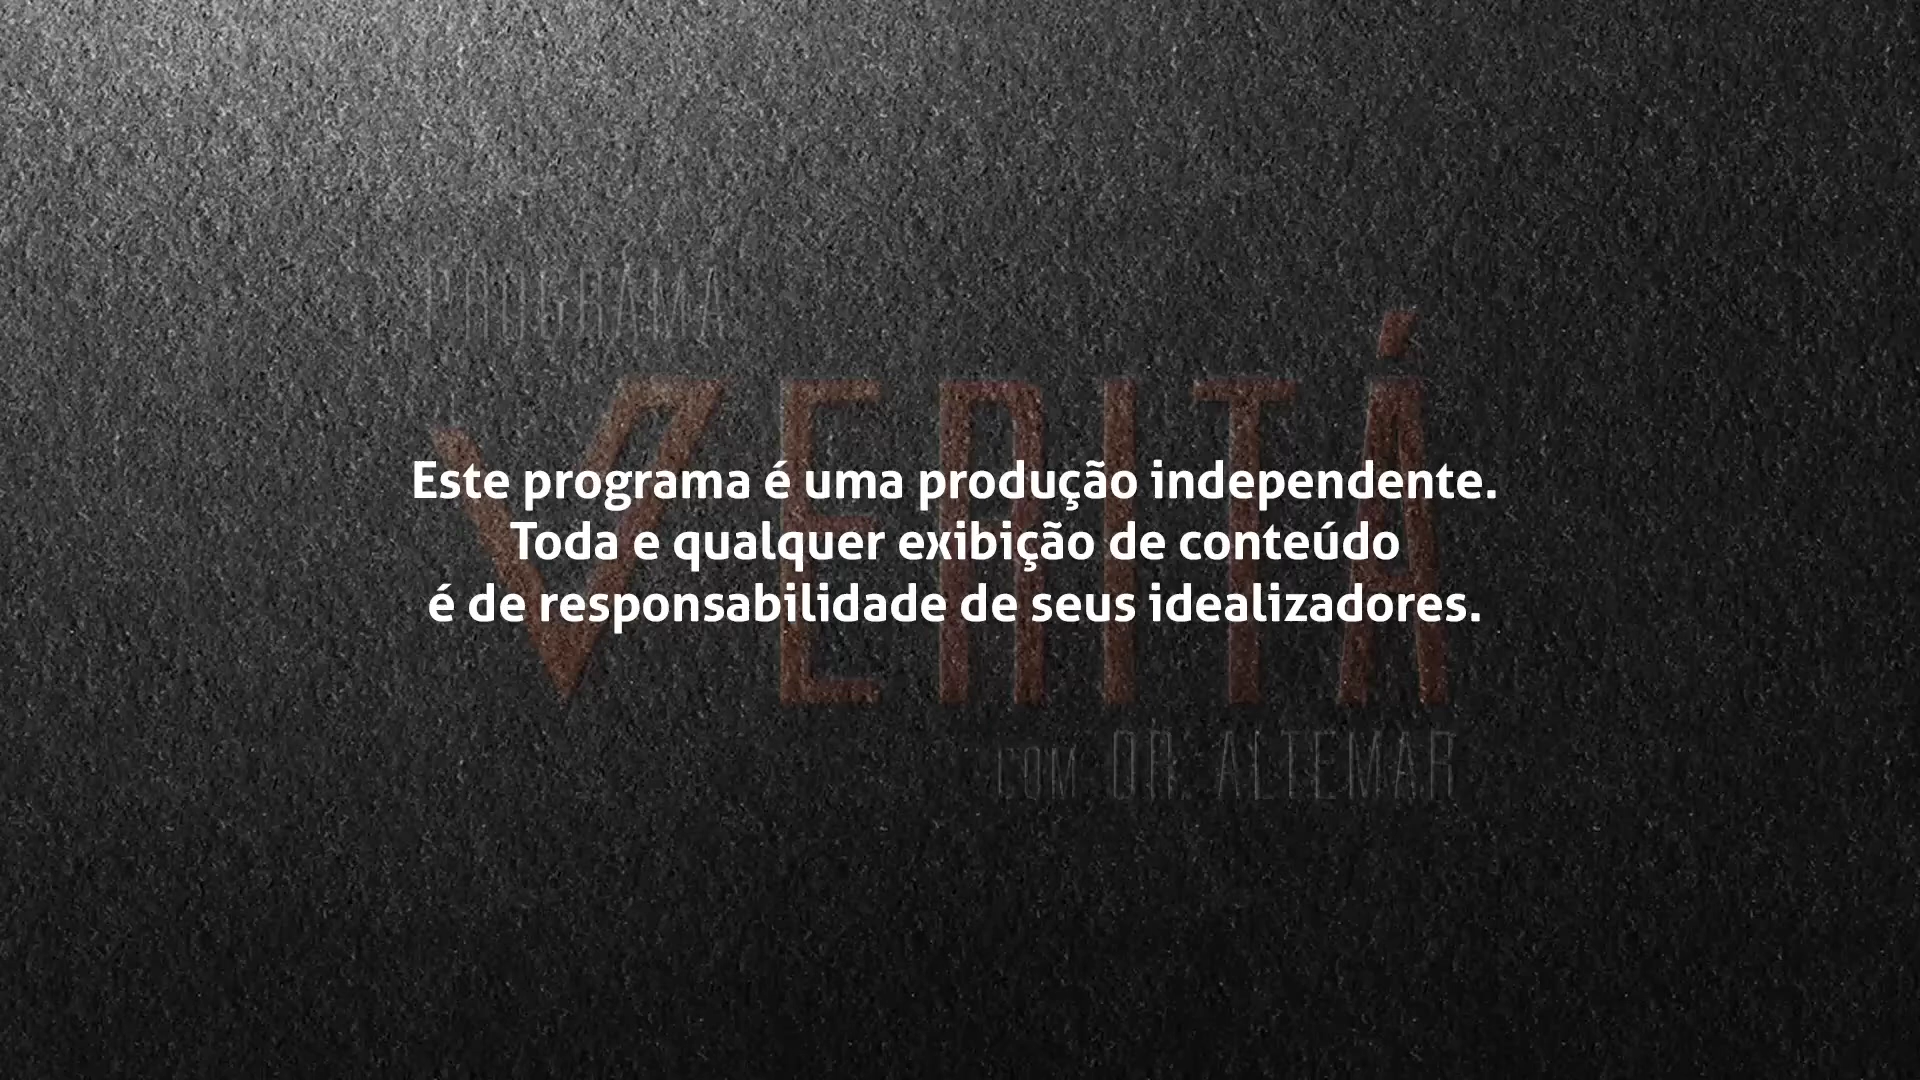 PROGRAMA
VERITÁ
Este programa é uma produção independente.
Toda e qualquer exibição de conteúdo
é de responsabilidade de seus idealizadores.
COM DR. ALTEMAR